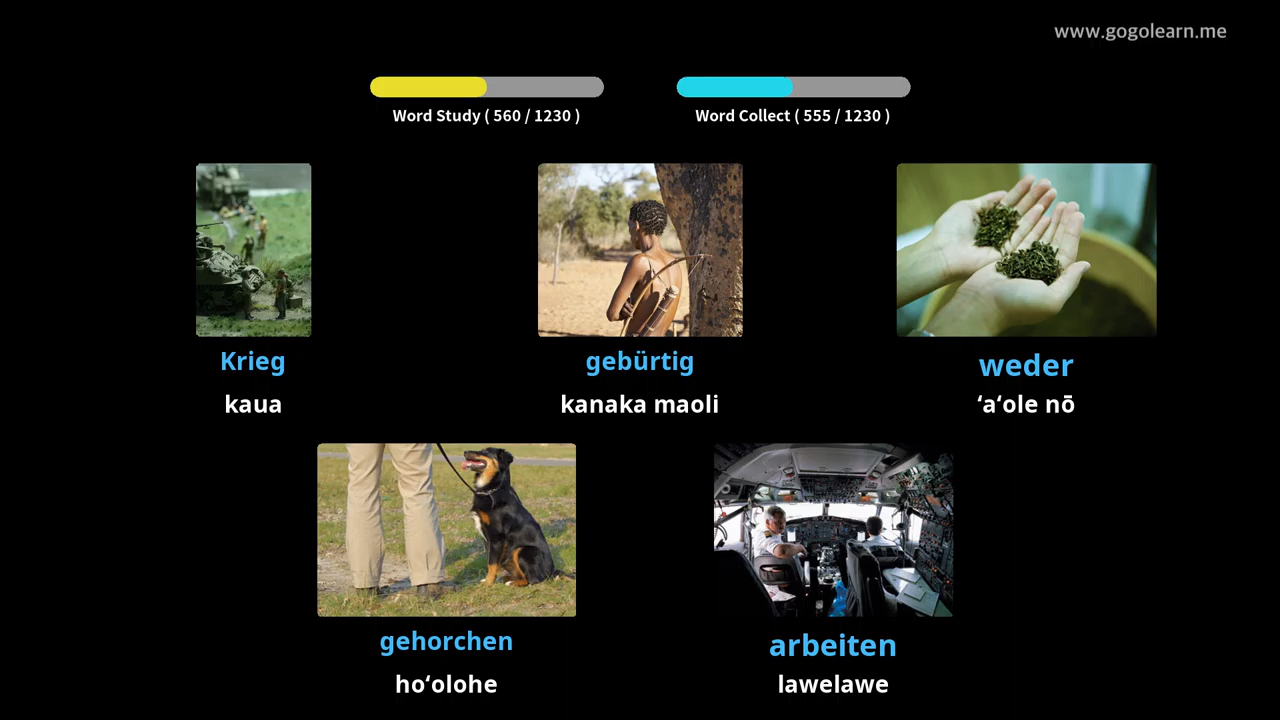 www.gogolearn.me
Word Study ( 560 / 1230 )
Word Collect ( 555 / 1230 )
Krieg
gebürtig
weder
kaua
kanaka maoli
ʻaʻole nō
gehorchen
arbeiten
hoʻolohe
lawelawe